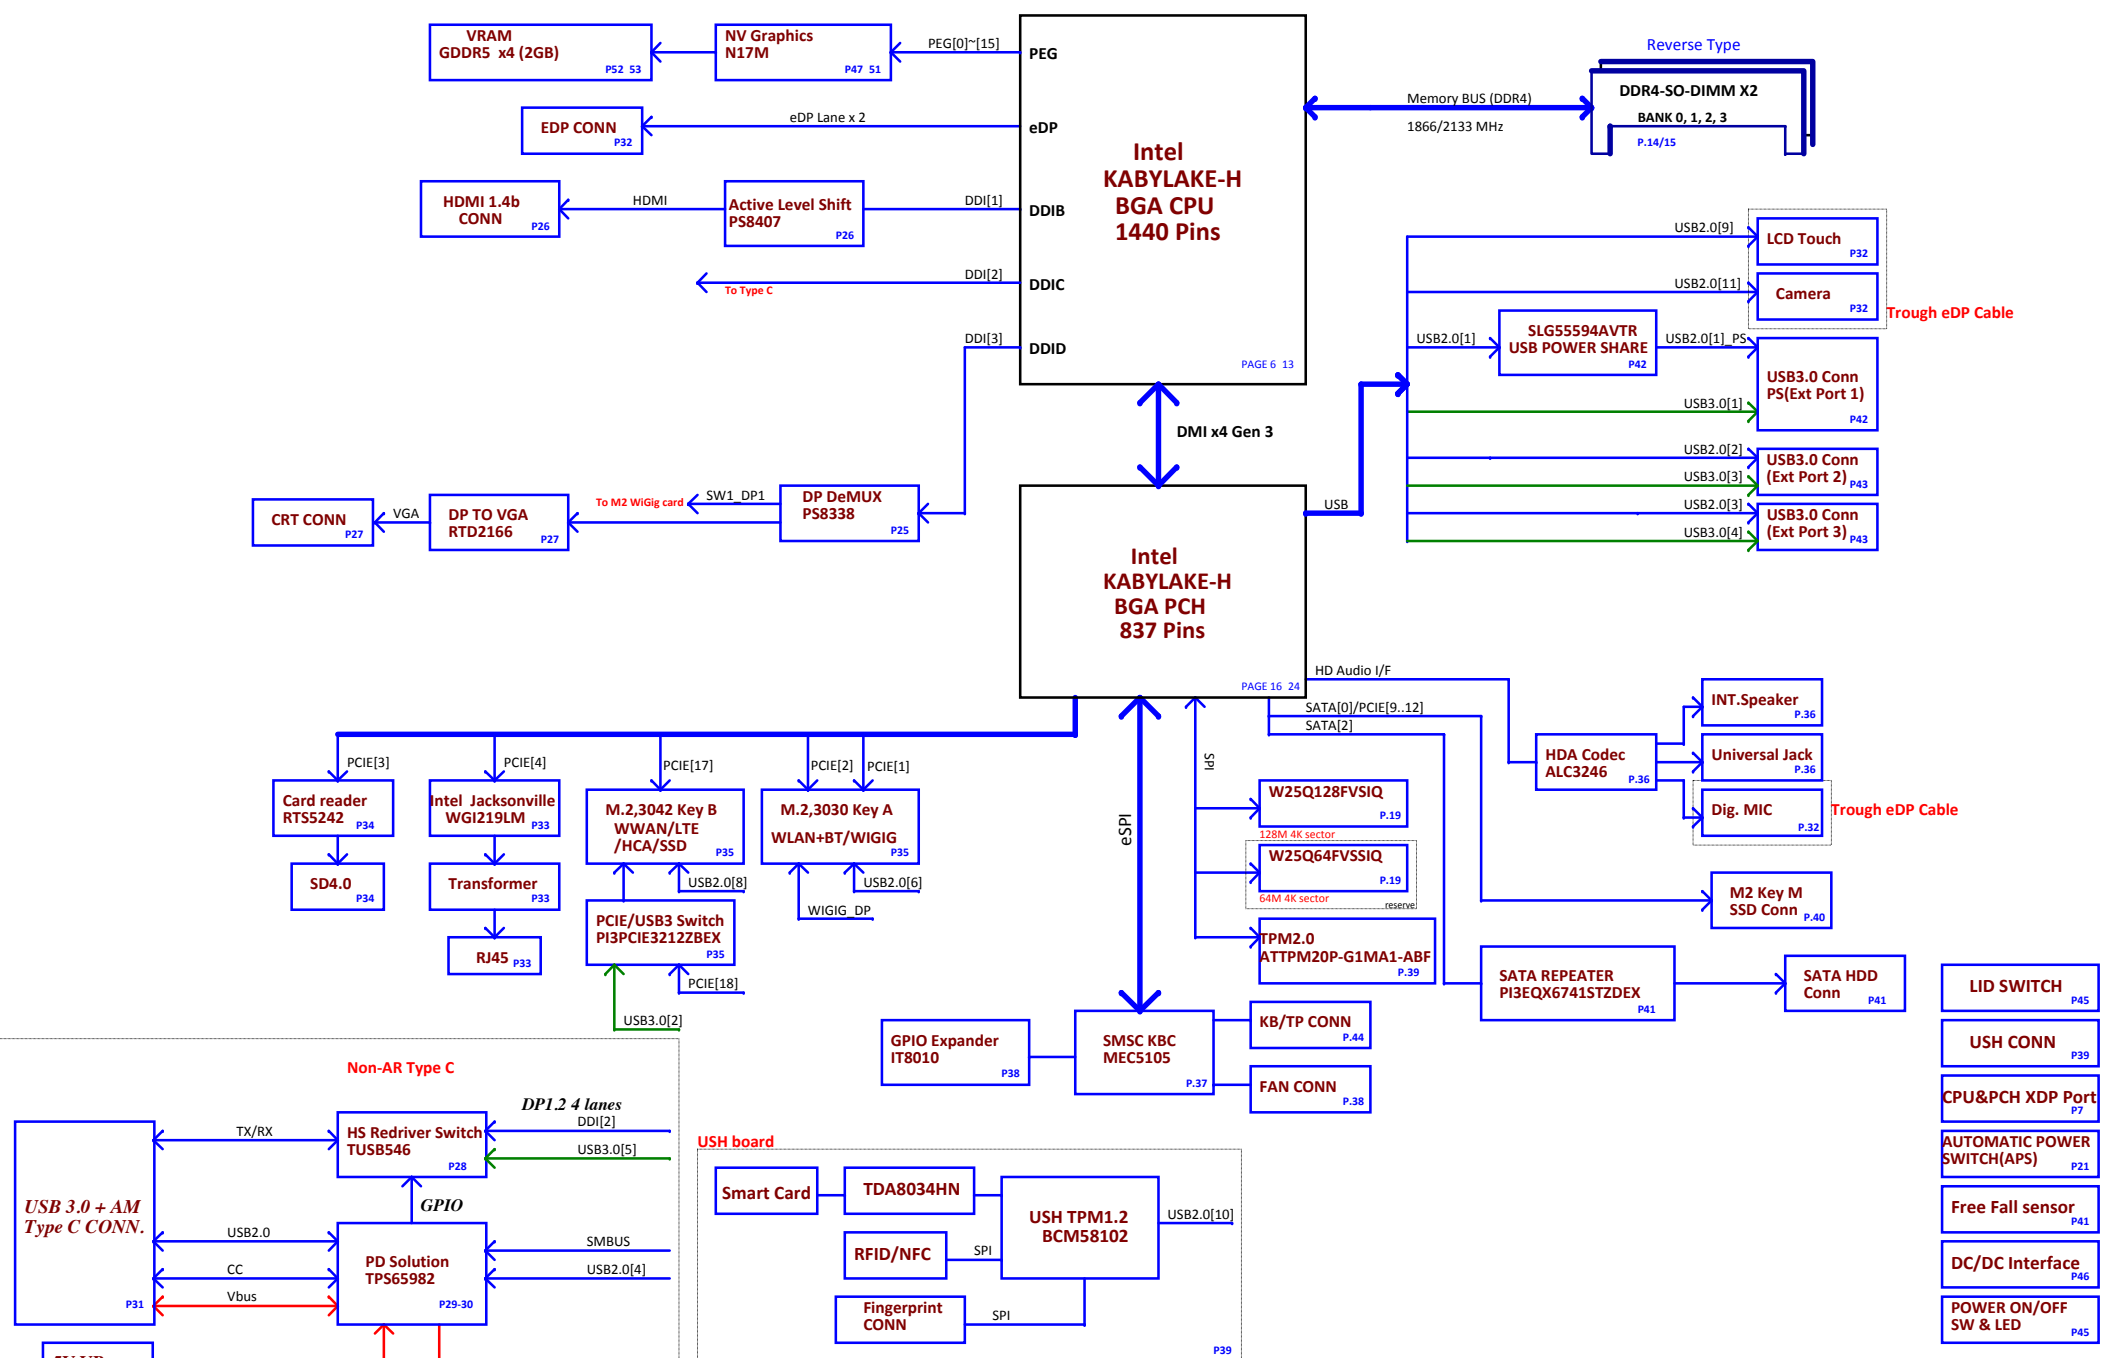 VRAM
GDDR5  x4 (2GB)
P52  53
NV Graphics
N17M
P47  51
PEG[0]~[15]
PEG
EDP CONN
P32
eDP Lane x 2
eDP
HDMI 1.4b
CONN
P26
HDMI
Active Level Shift
PS8407
P26
DDI[1]
DDIB
To Type C
DDI[2]
DDIC
DDI[3]
DDID
Intel
KABYLAKE-H
BGA CPU
1440 Pins
PAGE 6  13
Memory BUS (DDR4)
1866/2133 MHz
Reverse Type
DDR4-SO-DIMM X2
BANK 0, 1, 2, 3
P.14/15
DMI x4 Gen 3
USB2.0[9]
LCD Touch
P32
USB2.0[11]
Camera
P32
Trough eDP Cable
USB2.0[1]
SLG55594AVTR
USB POWER SHARE
P42
USB2.0[1]_PS
USB3.0 Conn
PS(Ext Port 1)
P42
USB3.0[1]
USB2.0[2]
USB3.0 Conn
(Ext Port 2)
P43
USB3.0[3]
USB2.0[3]
USB3.0 Conn
(Ext Port 3)
P43
USB3.0[4]
CRT CONN
P27
VGA
DP TO VGA
RTD2166
P27
To M2 WiGig card
SW1_DP1
DP DeMUX
PS8338
P25
Intel
KABYLAKE-H
BGA PCH
837 Pins
PAGE 16  24
USB
HD Audio I/F
SATA[0]/PCIE[9..12]
SATA[2]
HDA Codec
ALC3246
P.36
INT.Speaker
P.36
Universal Jack
P.36
Dig. MIC
P.32
Trough eDP Cable
M2 Key M
SSD Conn
P.40
SATA REPEATER
PI3EQX6741STZDEX
P41
SATA HDD
Conn
P41
PCIE[3]
PCIE[4]
PCIE[17]
PCIE[2]
PCIE[1]
Card reader
RTS5242
P34
SD4.0
P34
Intel  Jacksonville
WGI219LM
P33
Transformer
P33
RJ45
P33
M.2,3042 Key B
WWAN/LTE
/HCA/SSD
P35
USB2.0[8]
PCIE/USB3 Switch
PI3PCIE3212ZBEX
P35
PCIE[18]
USB3.0[2]
M.2,3030 Key A
WLAN+BT/WIGIG
P35
USB2.0[6]
WIGIG_DP
eSPI
SPI
W25Q128FVSIQ
P.19
128M 4K sector
W25Q64FVSSIQ
P.19
64M 4K sector
reserve
TPM2.0
ATTPM20P-G1MA1-ABF
P.39
GPIO Expander
IT8010
P38
SMSC KBC
MEC5105
P.37
KB/TP CONN
P.44
FAN CONN
P.38
LID SWITCH
P45
USH CONN
P39
CPU&PCH XDP Port
P7
AUTOMATIC POWER
SWITCH(APS)
P21
Free Fall sensor
P41
DC/DC Interface
P46
POWER ON/OFF
SW & LED
P45
Non-AR Type C
USB 3.0 + AM
Type C CONN.
P31
TX/RX
HS Redriver Switch
TUSB546
P28
DP1.2 4 lanes
DDI[2]
USB3.0[5]
GPIO
USB2.0
CC
Vbus
PD Solution
TPS65982
P29-30
SMBUS
USB2.0[4]
USH board
Smart Card
TDA8034HN
RFID/NFC
SPI
Fingerprint
CONN
SPI
USH TPM1.2
BCM58102
USB2.0[10]
P39